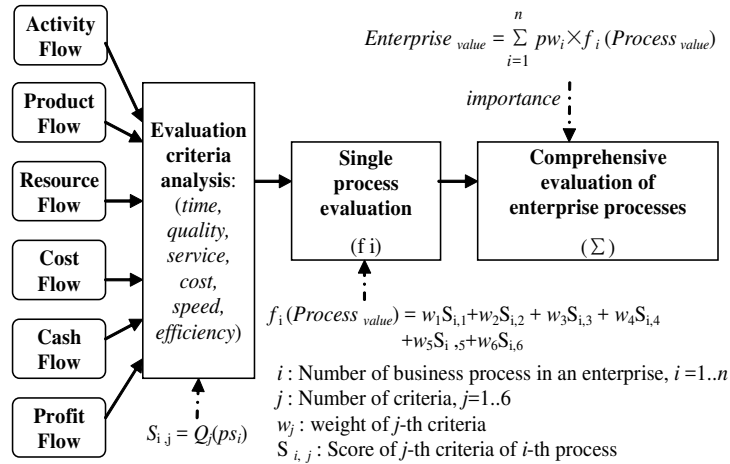 Activity
Flow
Product
Flow
Resource
Flow
Cost
Flow
Cash
Flow
Profit
Flow
Evaluation
criteria
analysis:
(time,
quality,
service,
cost,
speed,
efficiency)
S i,j = Qj(psi)
Single
process
evaluation
(f i)
Enterprise value = n ∑ i=1 pwi × f i (Process value)
importance
Comprehensive
evaluation of
enterprise processes
(∑)
fi (Process value) = w1Si,1+w2Si,2 + w3Si,3 + w4Si,4
+w5Si ,5+w6Si,6
i : Number of business process in an enterprise, i =1..n
j : Number of criteria, j=1..6
wj : weight of j-th criteria
S i, j : Score of j-th criteria of i-th process